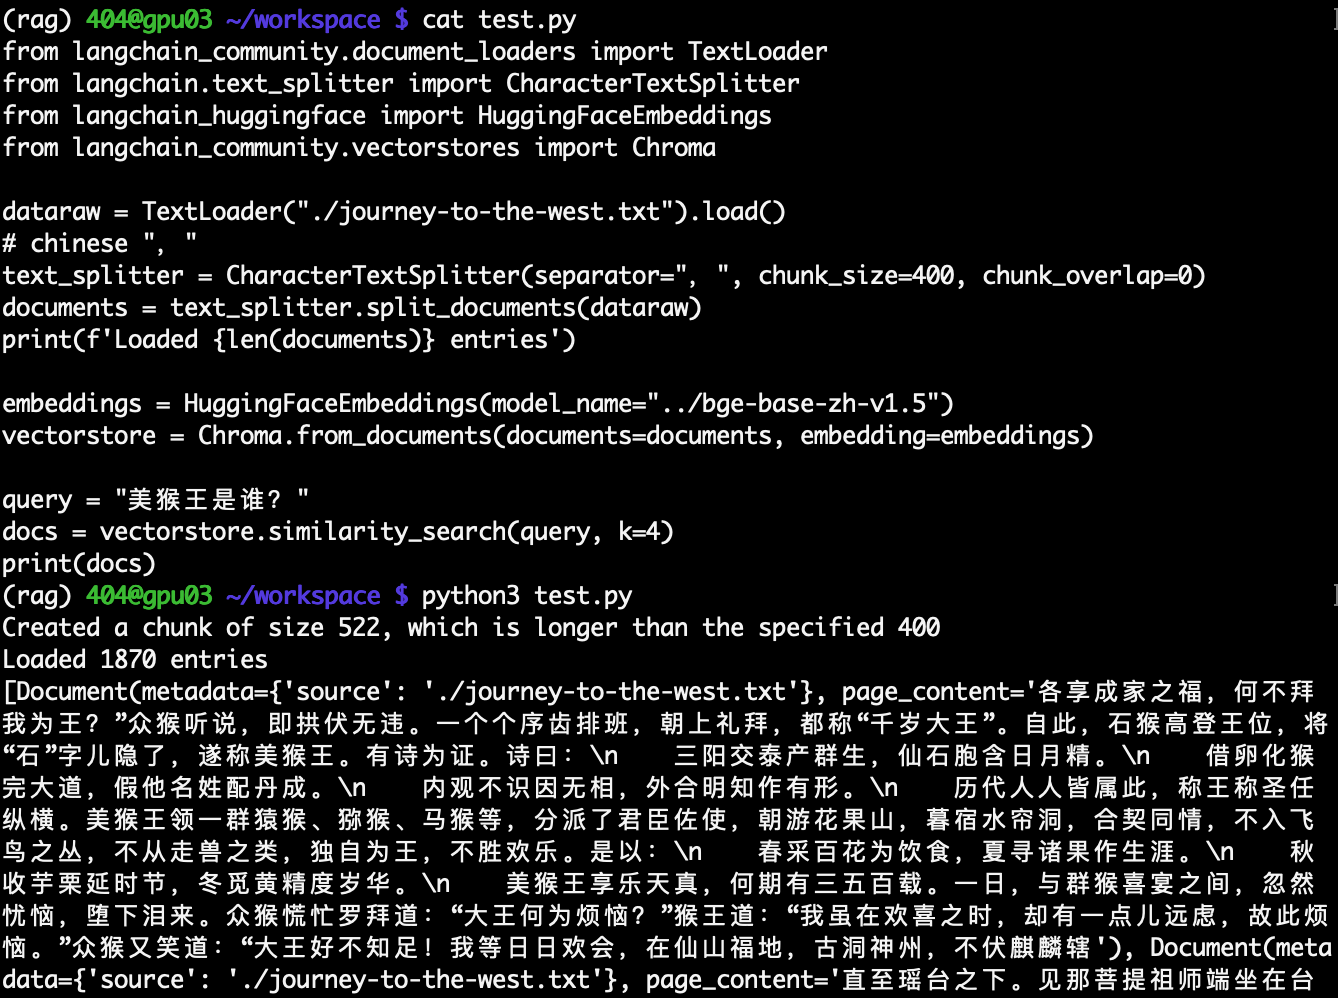 (rag) 404@gpu03 ~/workspace $ cat test.py
from langchain_community.document_loaders import TextLoader
from langchain.text_splitter import CharacterTextSplitter
from langchain_huggingface import HuggingFaceEmbeddings
from langchain_community.vectorstores import Chroma

dataraw = TextLoader("./journey-to-the-west.txt").load()
# chinese "，"
text_splitter = CharacterTextSplitter(separator="，", chunk_size=400, chunk_overlap=0)
documents = text_splitter.split_documents(dataraw)
print(f'Loaded {len(documents)} entries')

embeddings = HuggingFaceEmbeddings(model_name="../bge-base-zh-v1.5")
vectorstore = Chroma.from_documents(documents=documents, embedding=embeddings)

query = "美猴王是谁？"
docs = vectorstore.similarity_search(query, k=4)
print(docs)
(rag) 404@gpu03 ~/workspace $ python3 test.py
Created a chunk of size 522, which is longer than the specified 400
Loaded 1870 entries
[Document(metadata={'source': './journey-to-the-west.txt'}, page_content='各享成家之福，何不拜
我为王？”众猴听说，即拱伏无违。一个个序齿排班，朝上礼拜，都称“千岁大王”。自此，石猴高登王位，将
“石”字儿隐了，遂称美猴王。有诗为证。诗曰：\n    三阳交泰产群生，仙石胞含日月精。\n    借卵化猴
完大道，假他名姓配丹成。\n    内观不识因无相，外合明知作有形。\n    历代人人皆属此，称王称圣任
纵横。美猴王领一群猿猴、猕猴、马猴等，分派了君臣佐使，朝游花果山，暮宿水帘洞，合契同情，不入飞
鸟之丛，不从走兽之类，独自为王，不胜欢乐。是以：\n    春采百花为饮食，夏寻诸果作生涯。\n    秋
收芋栗延时节，冬觅黄精度岁华。\n    美猴王享乐天真，何期有三五百载。一日，与群猴喜宴之间，忽然
忧恼，堕下泪来。众猴慌忙罗拜道：“大王何为烦恼？”猴王道：“我虽在欢喜之时，却有一点儿远虑，故此烦
恼。”众猴又笑道：“大王好不知足！我等日日欢会，在仙山福地，古洞神州，不伏麒麟辖'), Document(meta
data={'source': './journey-to-the-west.txt'}, page_content='直至瑶台之下。见那菩提祖师端坐在台